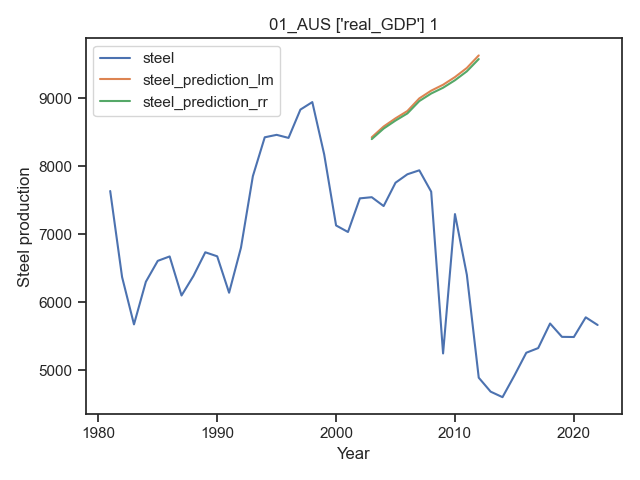 01_AUS ['real_GDP'] 1
steel
steel_prediction_lm
steel_prediction_rr
Steel production
9000
8000
7000
6000
5000
1980
1990
2000
2010
2020
Year